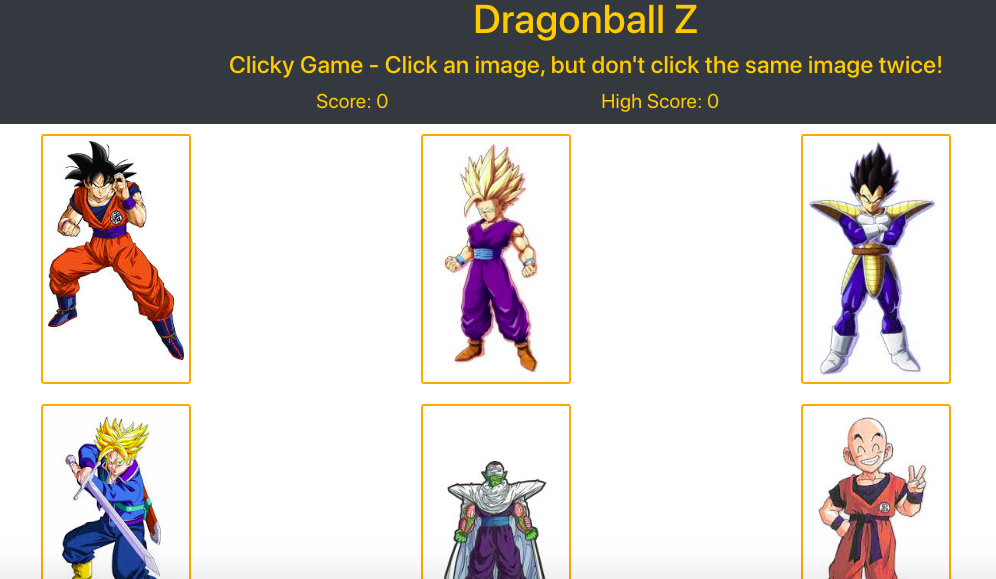 Dragonball Z
Clicky Game - Click an image, but don't click the same image twice!
Score: 0 High Score: 0